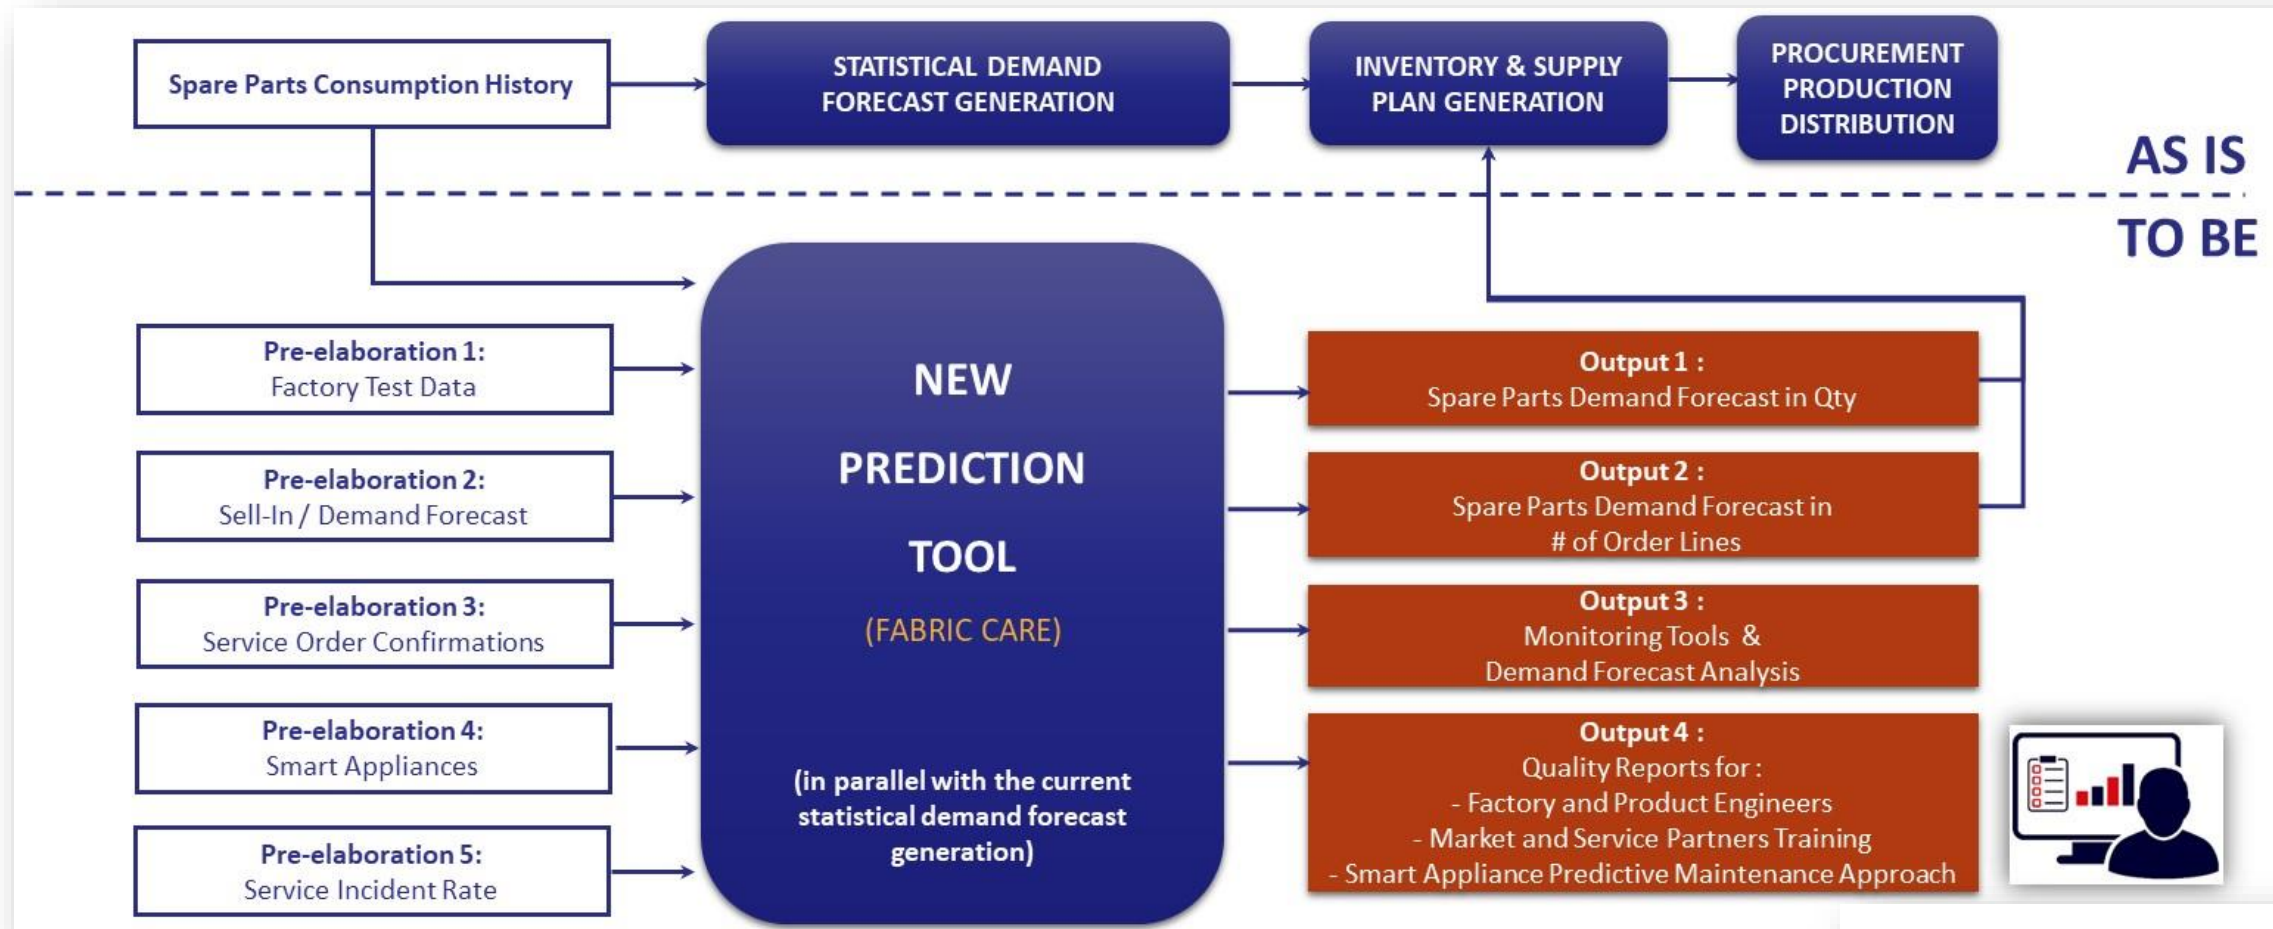 Spare Parts Consumption History
STATISTICAL DEMAND
FORECAST GENERATION
INVENTORY & SUPPLY
PLAN GENERATION
PROCUREMENT
PRODUCTION
DISTRIBUTION
AS IS
TO BE
Pre-elaboration 1:
Factory Test Data
Pre-elaboration 2:
Sell-In / Demand Forecast
Pre-elaboration 3:
Service Order Confirmations
Pre-elaboration 4:
Smart Appliances
Pre-elaboration 5:
Service Incident Rate
NEW
PREDICTION
TOOL
(FABRIC CARE)
(in parallel with the current
statistical demand forecast
generation)
Output 1 :
Spare Parts Demand Forecast in Qty
Output 2 :
Spare Parts Demand Forecast in
# of Order Lines
Output 3 :
Monitoring Tools &
Demand Forecast Analysis
Output 4 :
Quality Reports for :
- Factory and Product Engineers
- Market and Service Partners Training
- Smart Appliance Predictive Maintenance Approach